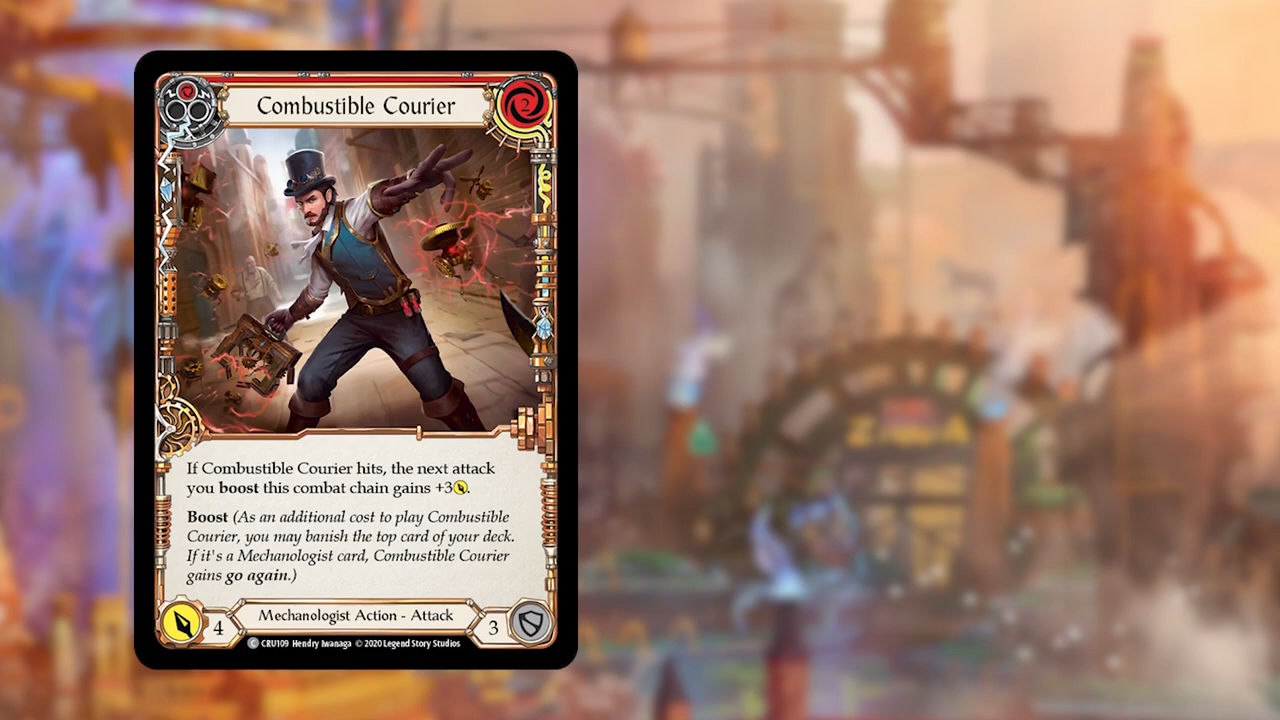 Combustible Courier
2
If Combustible Courier hits, the next attack
you boost this combat chain gains +3.
Boost (As an additional cost to play Combustible
Courier, you may banish the top card of your deck.
If it's a Mechanologist card, Combustible Courier
gains go again.)
4
Mechanologist Action - Attack
3
C CRU109 Hendry Iwanaga © 2020 Legend Story Studios